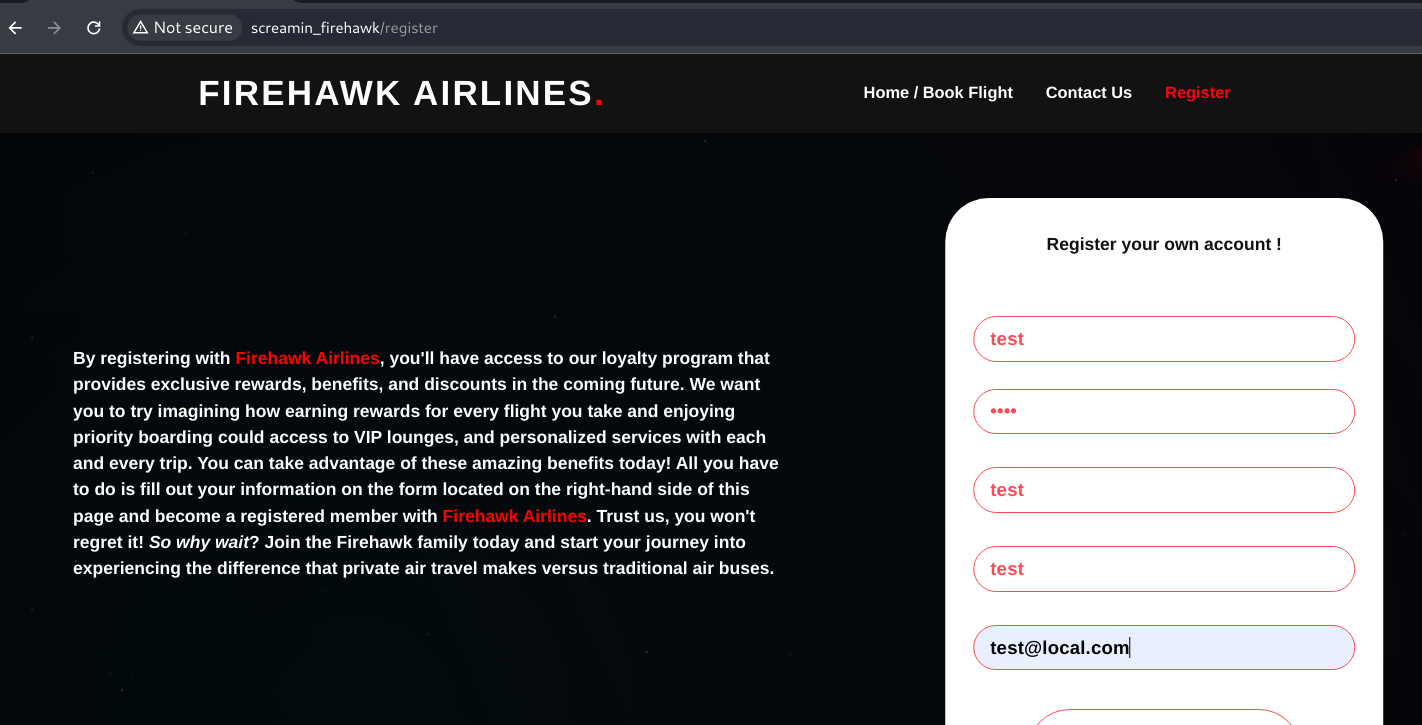 Not secure screamin_firehawk/register
FIREHAWK AIRLINES.
Home / Book Flight Contact Us Register
Register your own account !
test
••••
test
test
test@local.com
By registering with Firehawk Airlines, you'll have access to our loyalty program that
provides exclusive rewards, benefits, and discounts in the coming future. We want
you to try imagining how earning rewards for every flight you take and enjoying
priority boarding could access to VIP lounges, and personalized services with each
and every trip. You can take advantage of these amazing benefits today! All you have
to do is fill out your information on the form located on the right-hand side of this
page and become a registered member with Firehawk Airlines. Trust us, you won't
regret it! So why wait? Join the Firehawk family today and start your journey into
experiencing the difference that private air travel makes versus traditional air buses.